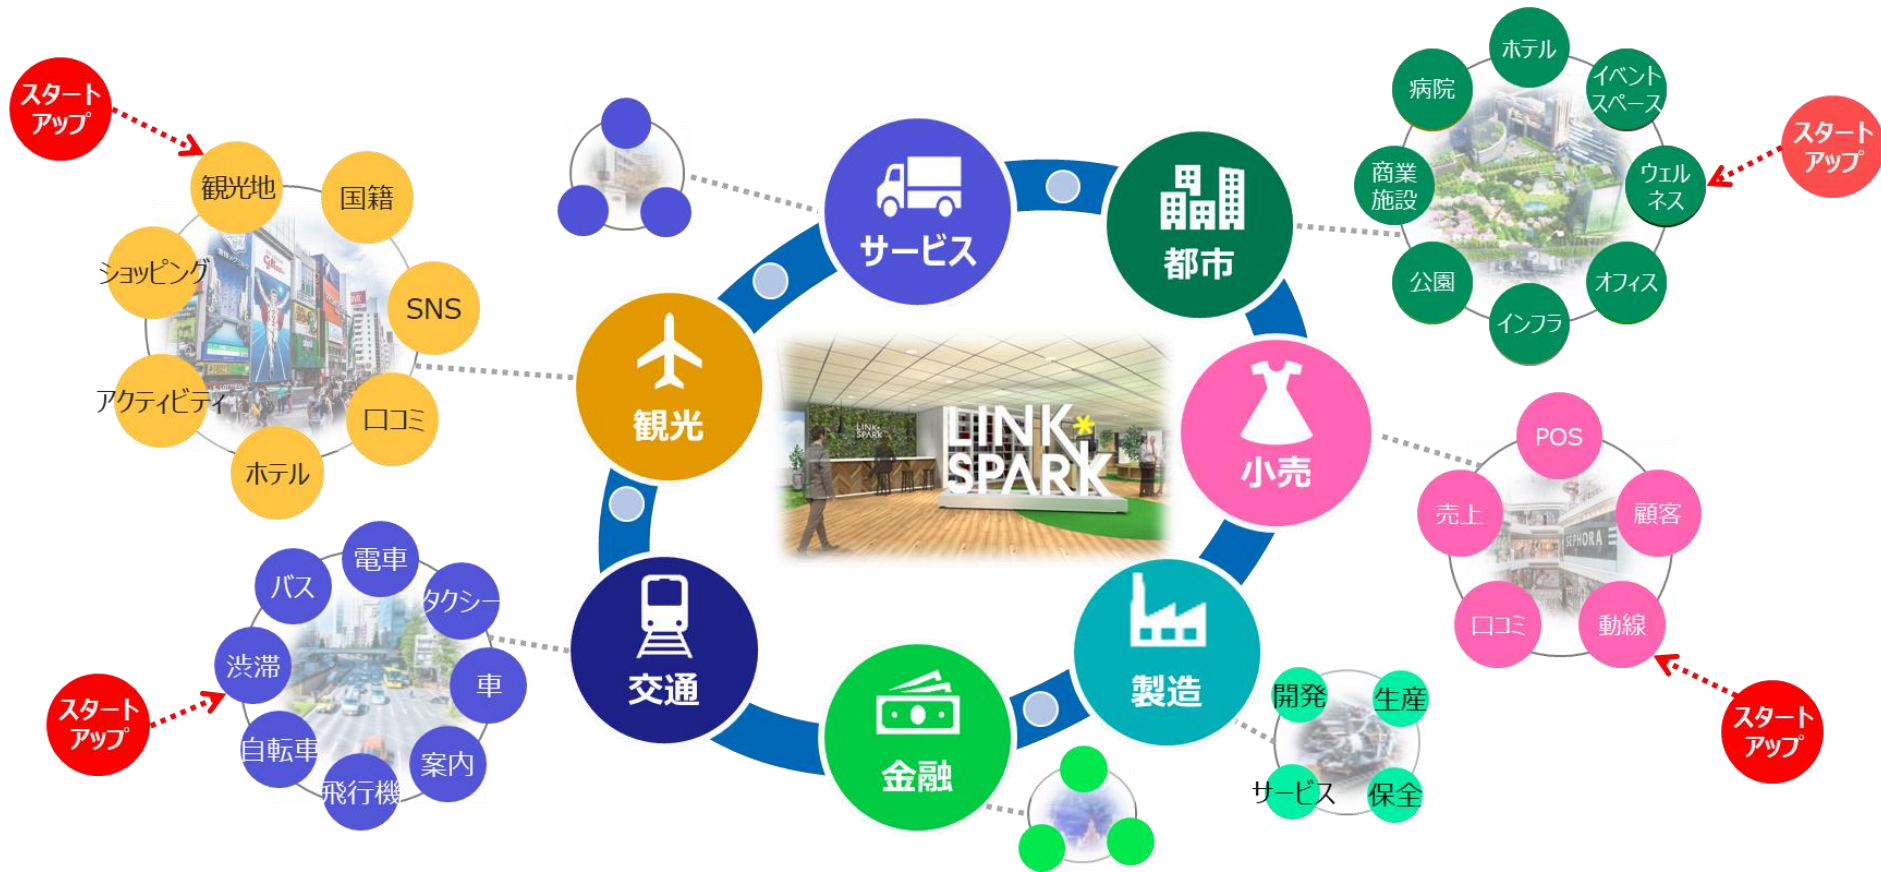 スタート
アップ
観光地
国籍
ショッピング
SNS
アクティビティ
口コミ
ホテル
サービス
都市
観光
小売
交通
製造
金融
LINK
SPARK
LINK
SPARK
ホテル
病院
イベント
スペース
商業
施設
ウェル
ネス
公園
オフィス
インフラ
スタート
アップ
POS
売上
顧客
口コミ
動線
SEPHORA
スタート
アップ
電車
バス
タクシー
渋滞
車
自転車
案内
飛行機
スタート
アップ
開発
生産
サービス
保全
Glico